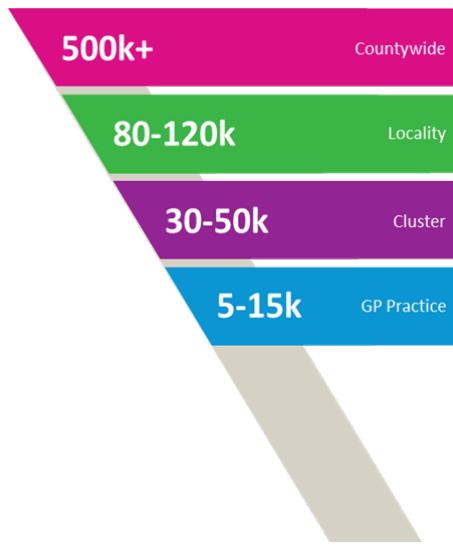 500k+ Countywide
80-120k Locality
30-50k Cluster
5-15k GP Practice